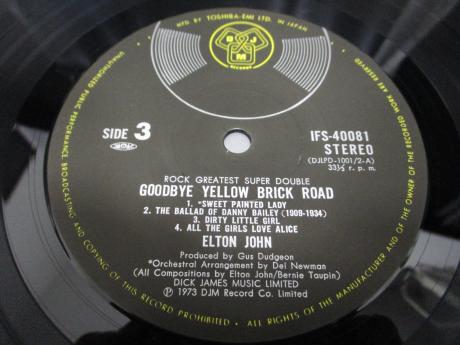 MFD. BY TOSHIBA-EMI LTD. IN JAPAN
DJM
RECORDS
UNAUTHORIZED PUBLIC PERFORMANCE, BROADCASTING AND COPYING OF THIS RECORD PROHIBITED • ALL RIGHTS OF THE MANUFACTURER AND OF THE OWNER OF THE RECORDED WORK ARE RESERVED
SIDE 3
IFS-40081
STEREO
(DJLPD-1001/2-A)
33⅓ r. p. m.
ROCK GREATEST SUPER DOUBLE
GOODBYE YELLOW BRICK ROAD
1. *SWEET PAINTED LADY
2. THE BALLAD OF DANNY BAILEY (1909-1934)
3. DIRTY LITTLE GIRL
4. ALL THE GIRLS LOVE ALICE
ELTON JOHN
Produced by Gus Dudgeon
*Orchestral Arrangement by Del Newman
(All Compositions by Elton John/Bernie Taupin)
DICK JAMES MUSIC LIMITED
Ⓟ 1973 DJM Record Co. Limited